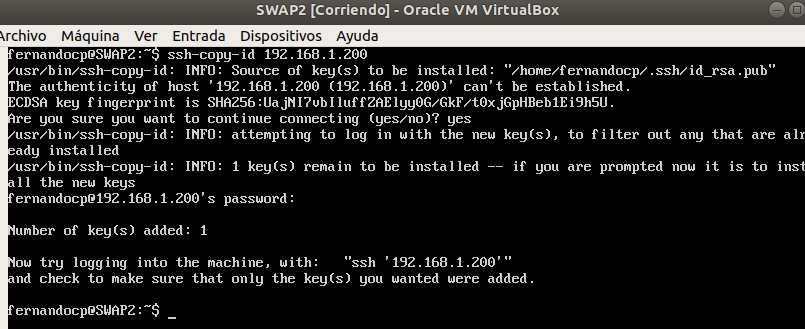 SWAP2 [Corriendo] - Oracle VM VirtualBox
Archivo Máquina Ver Entrada Dispositivos Ayuda
fernandocp@SWAP2:~$ ssh-copy-id 192.168.1.200
/usr/bin/ssh-copy-id: INFO: Source of key(s) to be installed: "/home/fernandocp/.ssh/id_rsa.pub"
The authenticity of host '192.168.1.200 (192.168.1.200)' can't be established.
ECDSA key fingerprint is SHA256:UajNI7vbIluffZAElyy0G/GkF/t0xjGpHBeb1Ei9h5U.
Are you sure you want to continue connecting (yes/no)? yes
/usr/bin/ssh-copy-id: INFO: attempting to log in with the new key(s), to filter out any that are alr
eady installed
/usr/bin/ssh-copy-id: INFO: 1 key(s) remain to be installed -- if you are prompted now it is to inst
all the new keys
fernandocp@192.168.1.200's password:
Number of key(s) added: 1
Now try logging into the machine, with:   "ssh '192.168.1.200'"
and check to make sure that only the key(s) you wanted were added.
fernandocp@SWAP2:~$ _